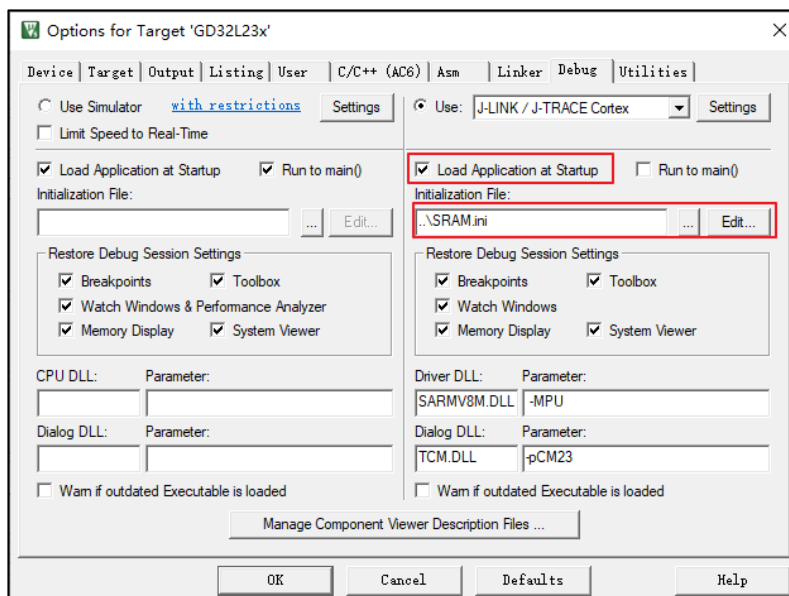 Options for Target 'GD32L23x'
Device Target Output Listing User C/C++ (AC6) Asm Linker Debug Utilities
Use Simulator with restrictions Settings
Limit Speed to Real-Time
Load Application at Startup Run to main()
Initialization File:
... Edit...
Restore Debug Session Settings
Breakpoints Toolbox
Watch Windows & Performance Analyzer
Memory Display System Viewer
CPU DLL: Parameter:
Dialog DLL: Parameter:
Warn if outdated Executable is loaded
Use: J-LINK / J-TRACE Cortex Settings
Load Application at Startup Run to main()
Initialization File:
..\SRAM.ini ... Edit...
Restore Debug Session Settings
Breakpoints Toolbox
Watch Windows
Memory Display System Viewer
Driver DLL: Parameter:
SARMV8M.DLL -MPU
Dialog DLL: Parameter:
TCM.DLL -pCM23
Warn if outdated Executable is loaded
Manage Component Viewer Description Files ...
OK Cancel Defaults Help